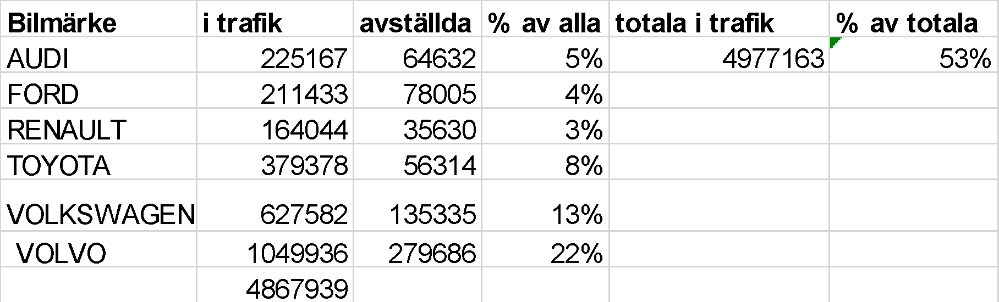 Bilmärke i trafik avställda % av alla totala i trafik % av totala
AUDI 225167 64632 5% 4977163 53%
FORD 211433 78005 4%
RENAULT 164044 35630 3%
TOYOTA 379378 56314 8%
VOLKSWAGEN 627582 135335 13%
VOLVO 1049936 279686 22%
4867939